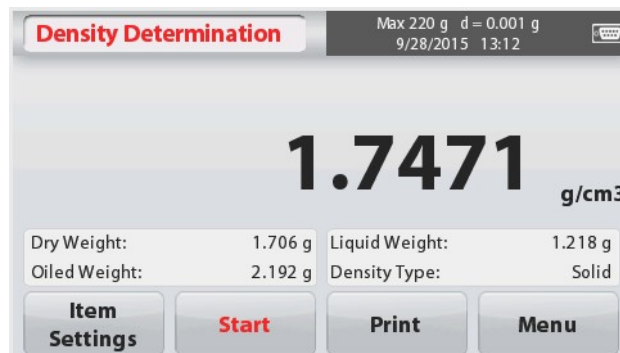 Density Determination
Max 220 g d = 0.001 g
9/28/2015 13:12
1.7471 g/cm3
Dry Weight: 1.706 g Liquid Weight: 1.218 g
Oiled Weight: 2.192 g Density Type: Solid
Item Settings
Start
Print
Menu